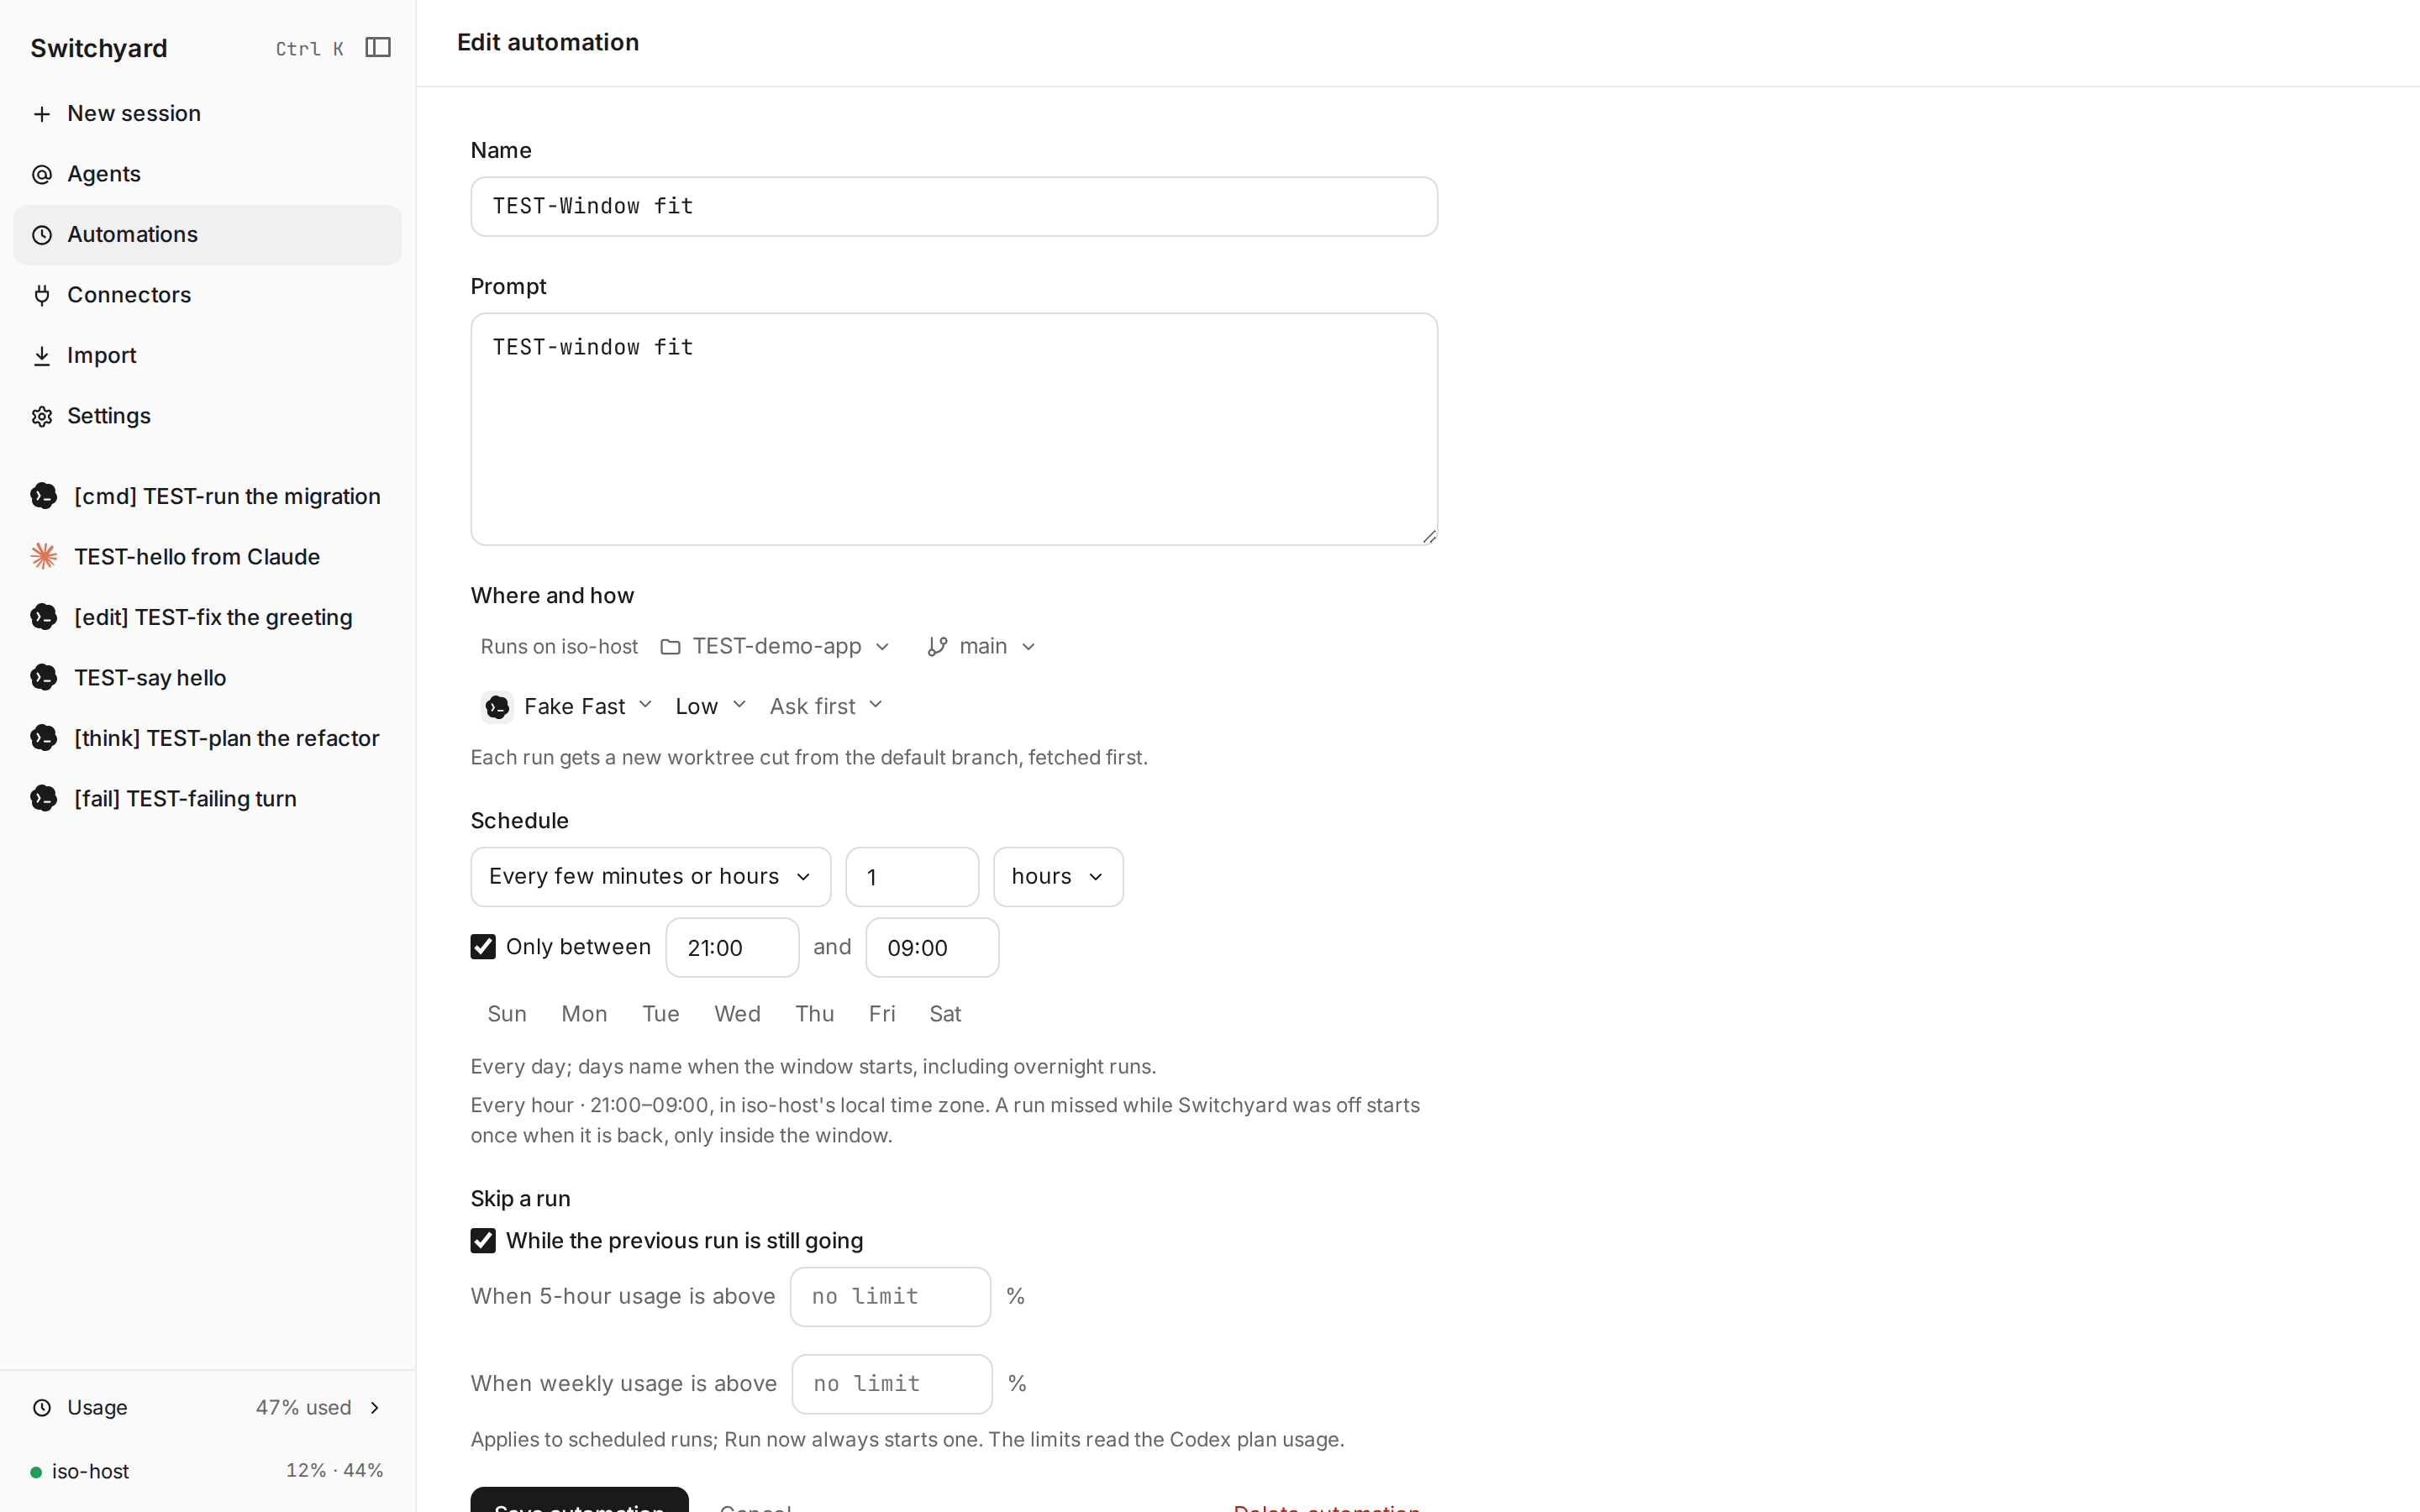 Switchyard
Ctrl K
New session
Agents
Automations
Connectors
Import
Settings
[cmd] TEST-run the migration
TEST-hello from Claude
[edit] TEST-fix the greeting
TEST-say hello
[think] TEST-plan the refactor
[fail] TEST-failing turn
Usage 47% used
iso-host 12% · 44%
Edit automation
Name
TEST-Window fit
Prompt
TEST-window fit
Where and how
Runs on iso-host TEST-demo-app main
Fake Fast Low Ask first
Each run gets a new worktree cut from the default branch, fetched first.
Schedule
Every few minutes or hours 1 hours
Only between 21:00 and 09:00
Sun Mon Tue Wed Thu Fri Sat
Every day; days name when the window starts, including overnight runs.
Every hour · 21:00–09:00, in iso-host's local time zone. A run missed while Switchyard was off starts
once when it is back, only inside the window.
Skip a run
While the previous run is still going
When 5-hour usage is above no limit %
When weekly usage is above no limit %
Applies to scheduled runs; Run now always starts one. The limits read the Codex plan usage.
Save automation Cancel Delete automation